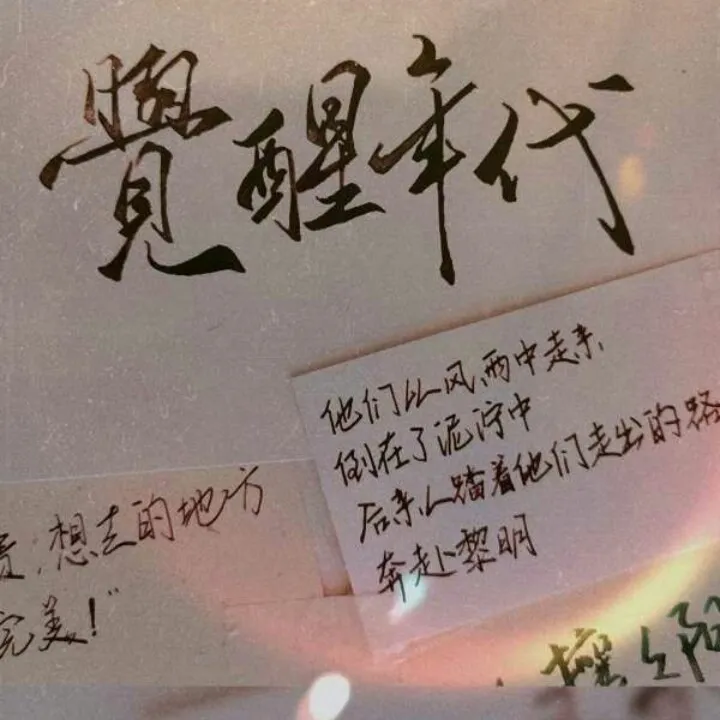 覺醒年代
他们从风雨中走来
倒在了泥泞中
后来人踏着他们走出的路
奔赴黎明
想去的地方
完美！”